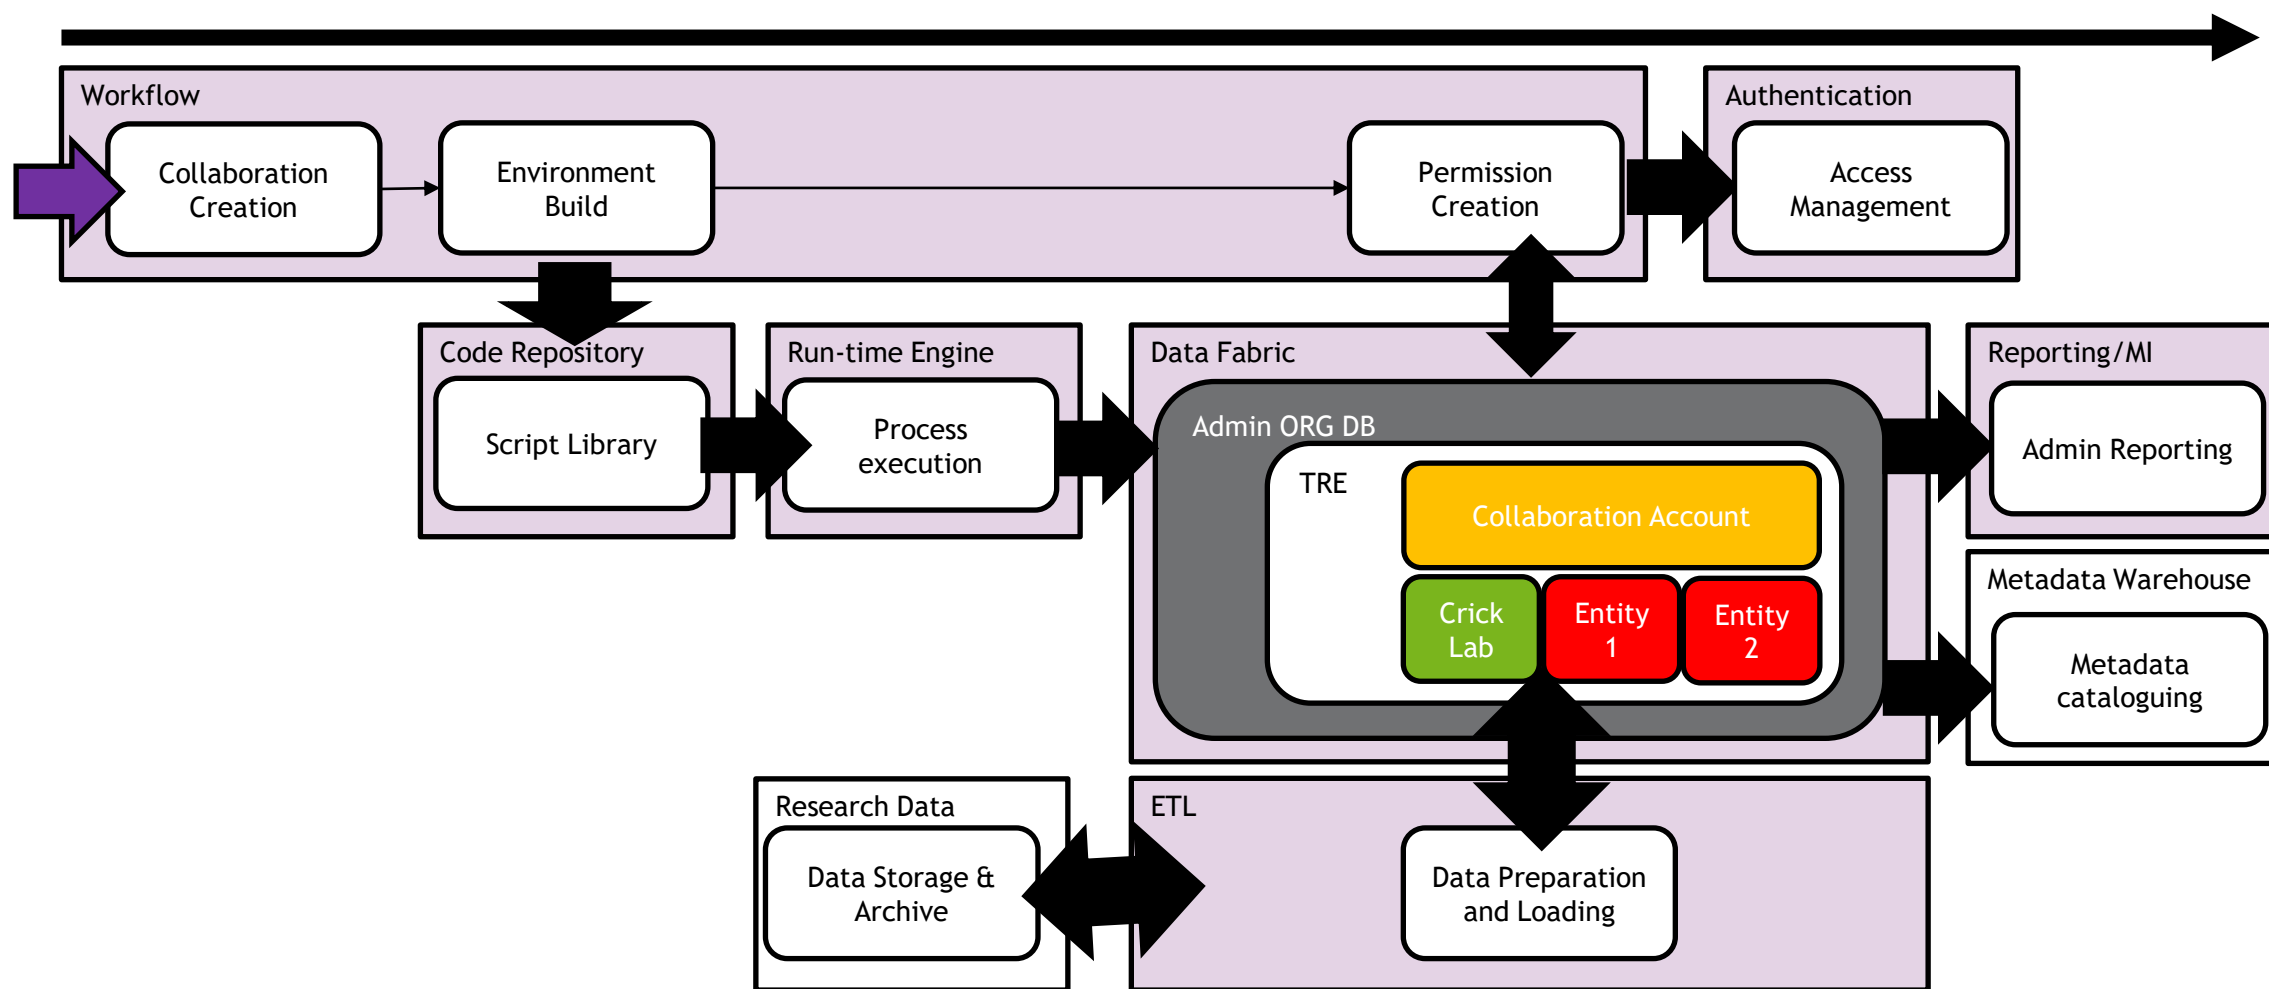 Workflow
Collaboration
Creation
Environment
Build
Permission
Creation
Authentication
Access
Management
Code Repository
Script Library
Run-time Engine
Process
execution
Data Fabric
Admin ORG DB
TRE
Collaboration Account
Crick
Lab
Entity
1
Entity
2
Reporting/MI
Admin Reporting
Metadata Warehouse
Metadata
cataloguing
Research Data
Data Storage &
Archive
ETL
Data Preparation
and Loading